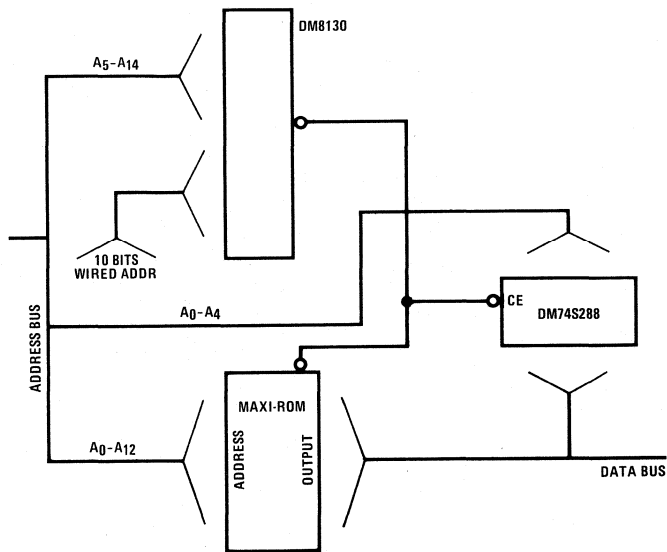 DM8130
A5-A14
10 BITS
WIRED ADDR
CE
DM74S288
A0-A4
ADDRESS BUS
MAXI-ROM
ADDRESS
OUTPUT
A0-A12
DATA BUS